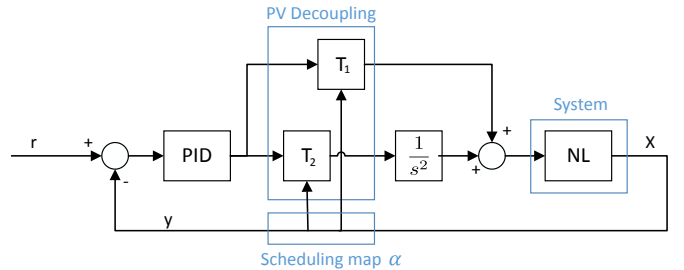 PV Decoupling
T₁
System
r
+
-
PID
T₂
1
s²
+
+
NL
X
y
Scheduling map α